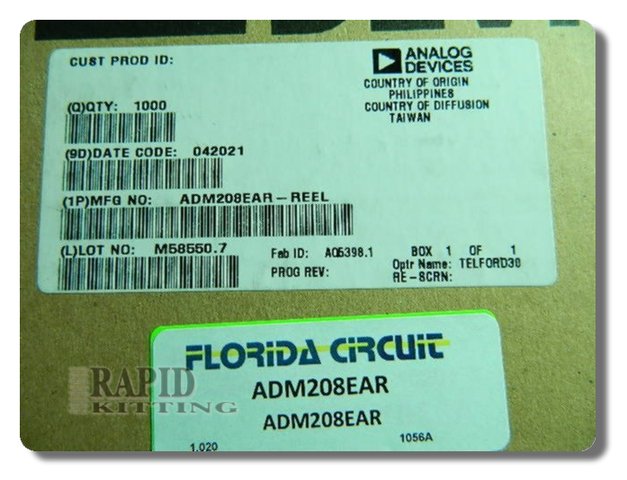 CUST PROD ID:
ANALOG
DEVICES
COUNTRY OF ORIGIN
PHILIPPINES
COUNTRY OF DIFFUSION
TAIWAN
(Q)QTY: 1000
(9D)DATE CODE: 042021
(1P)MFG NO: ADM208EAR-REEL
(L)LOT NO: M58550.7
Fab ID: AQ5398.1
BOX 1 OF 1
PROG REV:
Optr Name: TELFORD30
RE-SCRN:
FLORIDA CIRCUIT
ADM208EAR
ADM208EAR
1,020
1056A
RAPID
KITTING